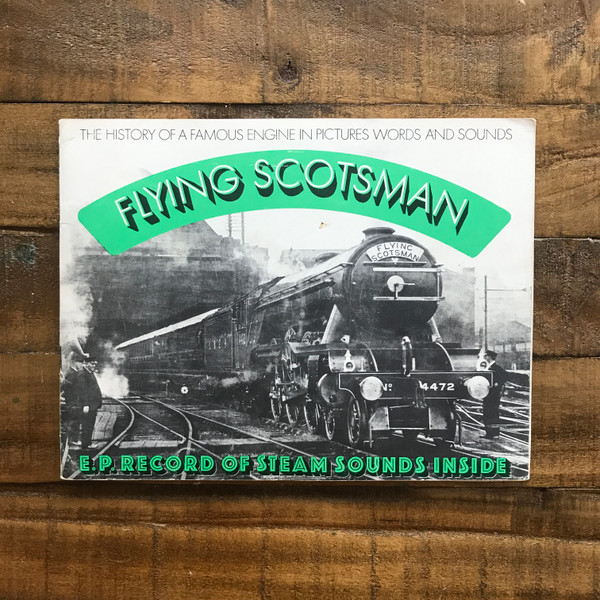 THE HISTORY OF A FAMOUS ENGINE IN PICTURES WORDS AND SOUNDS
FLYING SCOTSMAN
FLYING
SCOTSMAN
Nº 4472
E.P. RECORD OF STEAM SOUNDS INSIDE